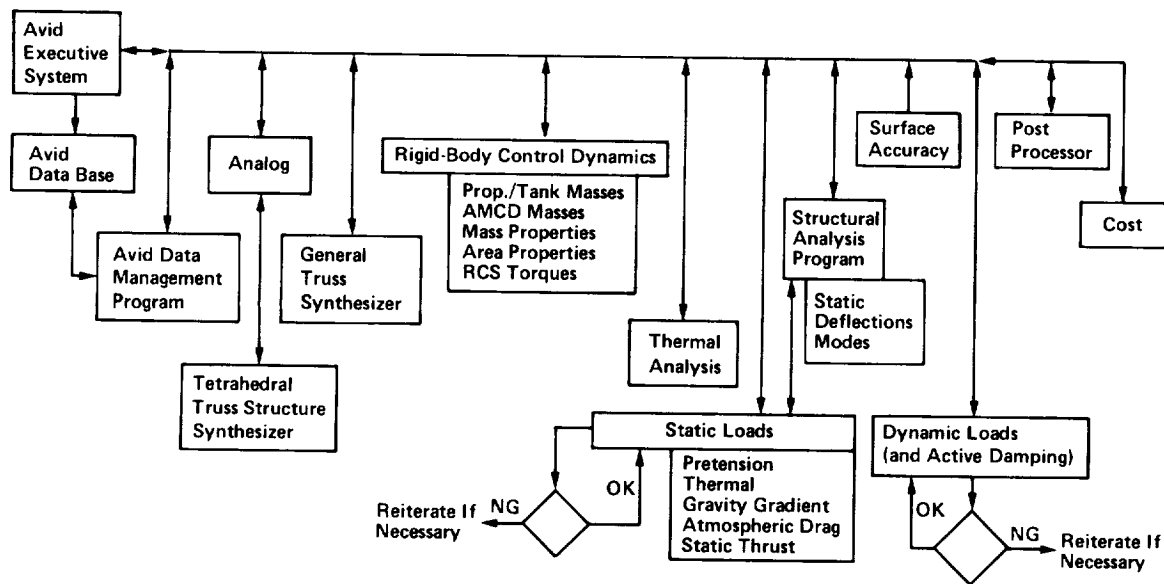 Avid
Executive
System
Avid
Data Base
Avid Data
Management
Program
Analog
Tetrahedral
Truss Structure
Synthesizer
General
Truss
Synthesizer
Rigid-Body Control Dynamics
Prop./Tank Masses
AMCD Masses
Mass Properties
Area Properties
RCS Torques
Thermal
Analysis
Structural
Analysis
Program
Static
Deflections
Modes
Surface
Accuracy
Post
Processor
Cost
Static Loads
Pretension
Thermal
Gravity Gradient
Atmospheric Drag
Static Thrust
OK
NG
Reiterate If
Necessary
Dynamic Loads
(and Active Damping)
OK
NG
Reiterate If
Necessary